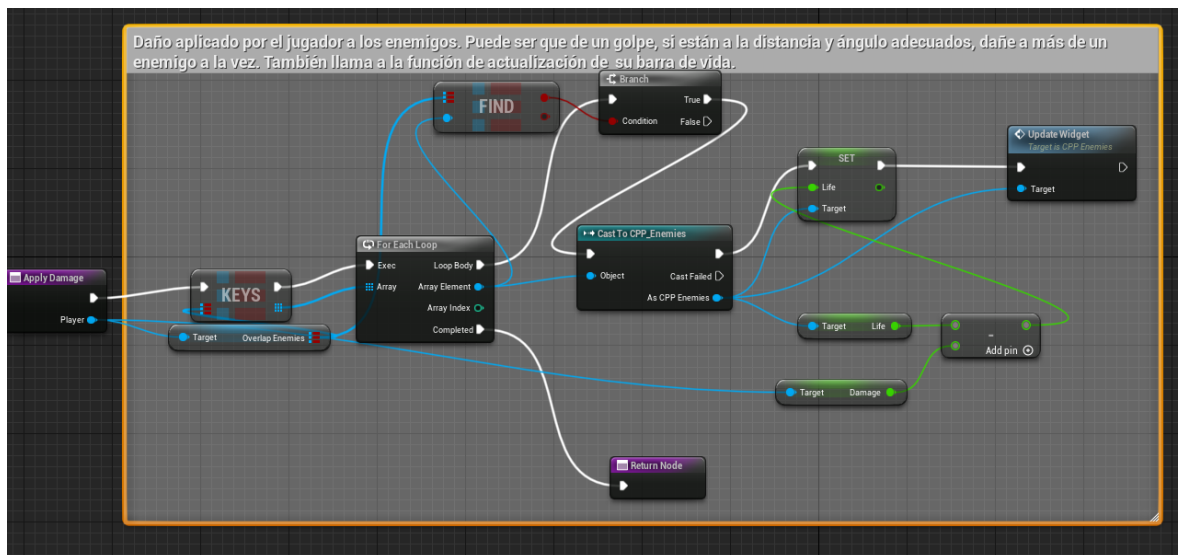 Daño aplicado por el jugador a los enemigos. Puede ser que de un golpe, si están a la distancia y ángulo adecuados, dañe a más de un
enemigo a la vez. También llama a la función de actualización de su barra de vida.
Branch
True
Condition
False
FIND
Update Widget
Target is CPP Enemies
Target
SET
Life
Target
Cast To CPP_Enemies
Object
Cast Failed
As CPP Enemies
For Each Loop
Exec
Loop Body
Array
Array Element
Array Index
Completed
Apply Damage
Player
KEYS
Target
Overlap Enemies
Target
Life
-
Add pin
Target
Damage
Return Node